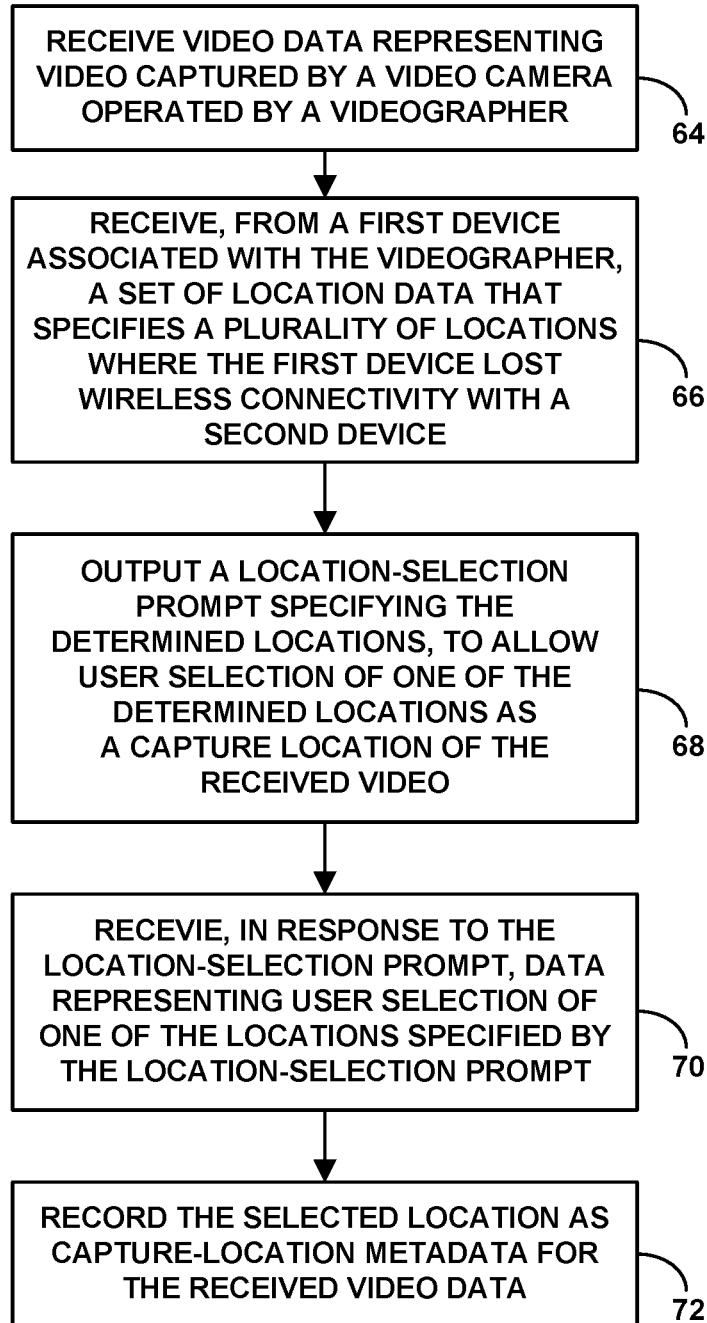 RECEIVE VIDEO DATA REPRESENTING
VIDEO CAPTURED BY A VIDEO CAMERA
OPERATED BY A VIDEOGRAPHER
64
RECEIVE, FROM A FIRST DEVICE
ASSOCIATED WITH THE VIDEOGRAPHER,
A SET OF LOCATION DATA THAT
SPECIFIES A PLURALITY OF LOCATIONS
WHERE THE FIRST DEVICE LOST
WIRELESS CONNECTIVITY WITH A
SECOND DEVICE
66
OUTPUT A LOCATION-SELECTION
PROMPT SPECIFYING THE
DETERMINED LOCATIONS, TO ALLOW
USER SELECTION OF ONE OF THE
DETERMINED LOCATIONS AS
A CAPTURE LOCATION OF THE
RECEIVED VIDEO
68
RECEVIE, IN RESPONSE TO THE
LOCATION-SELECTION PROMPT, DATA
REPRESENTING USER SELECTION OF
ONE OF THE LOCATIONS SPECIFIED BY
THE LOCATION-SELECTION PROMPT
70
RECORD THE SELECTED LOCATION AS
CAPTURE-LOCATION METADATA FOR
THE RECEIVED VIDEO DATA
72